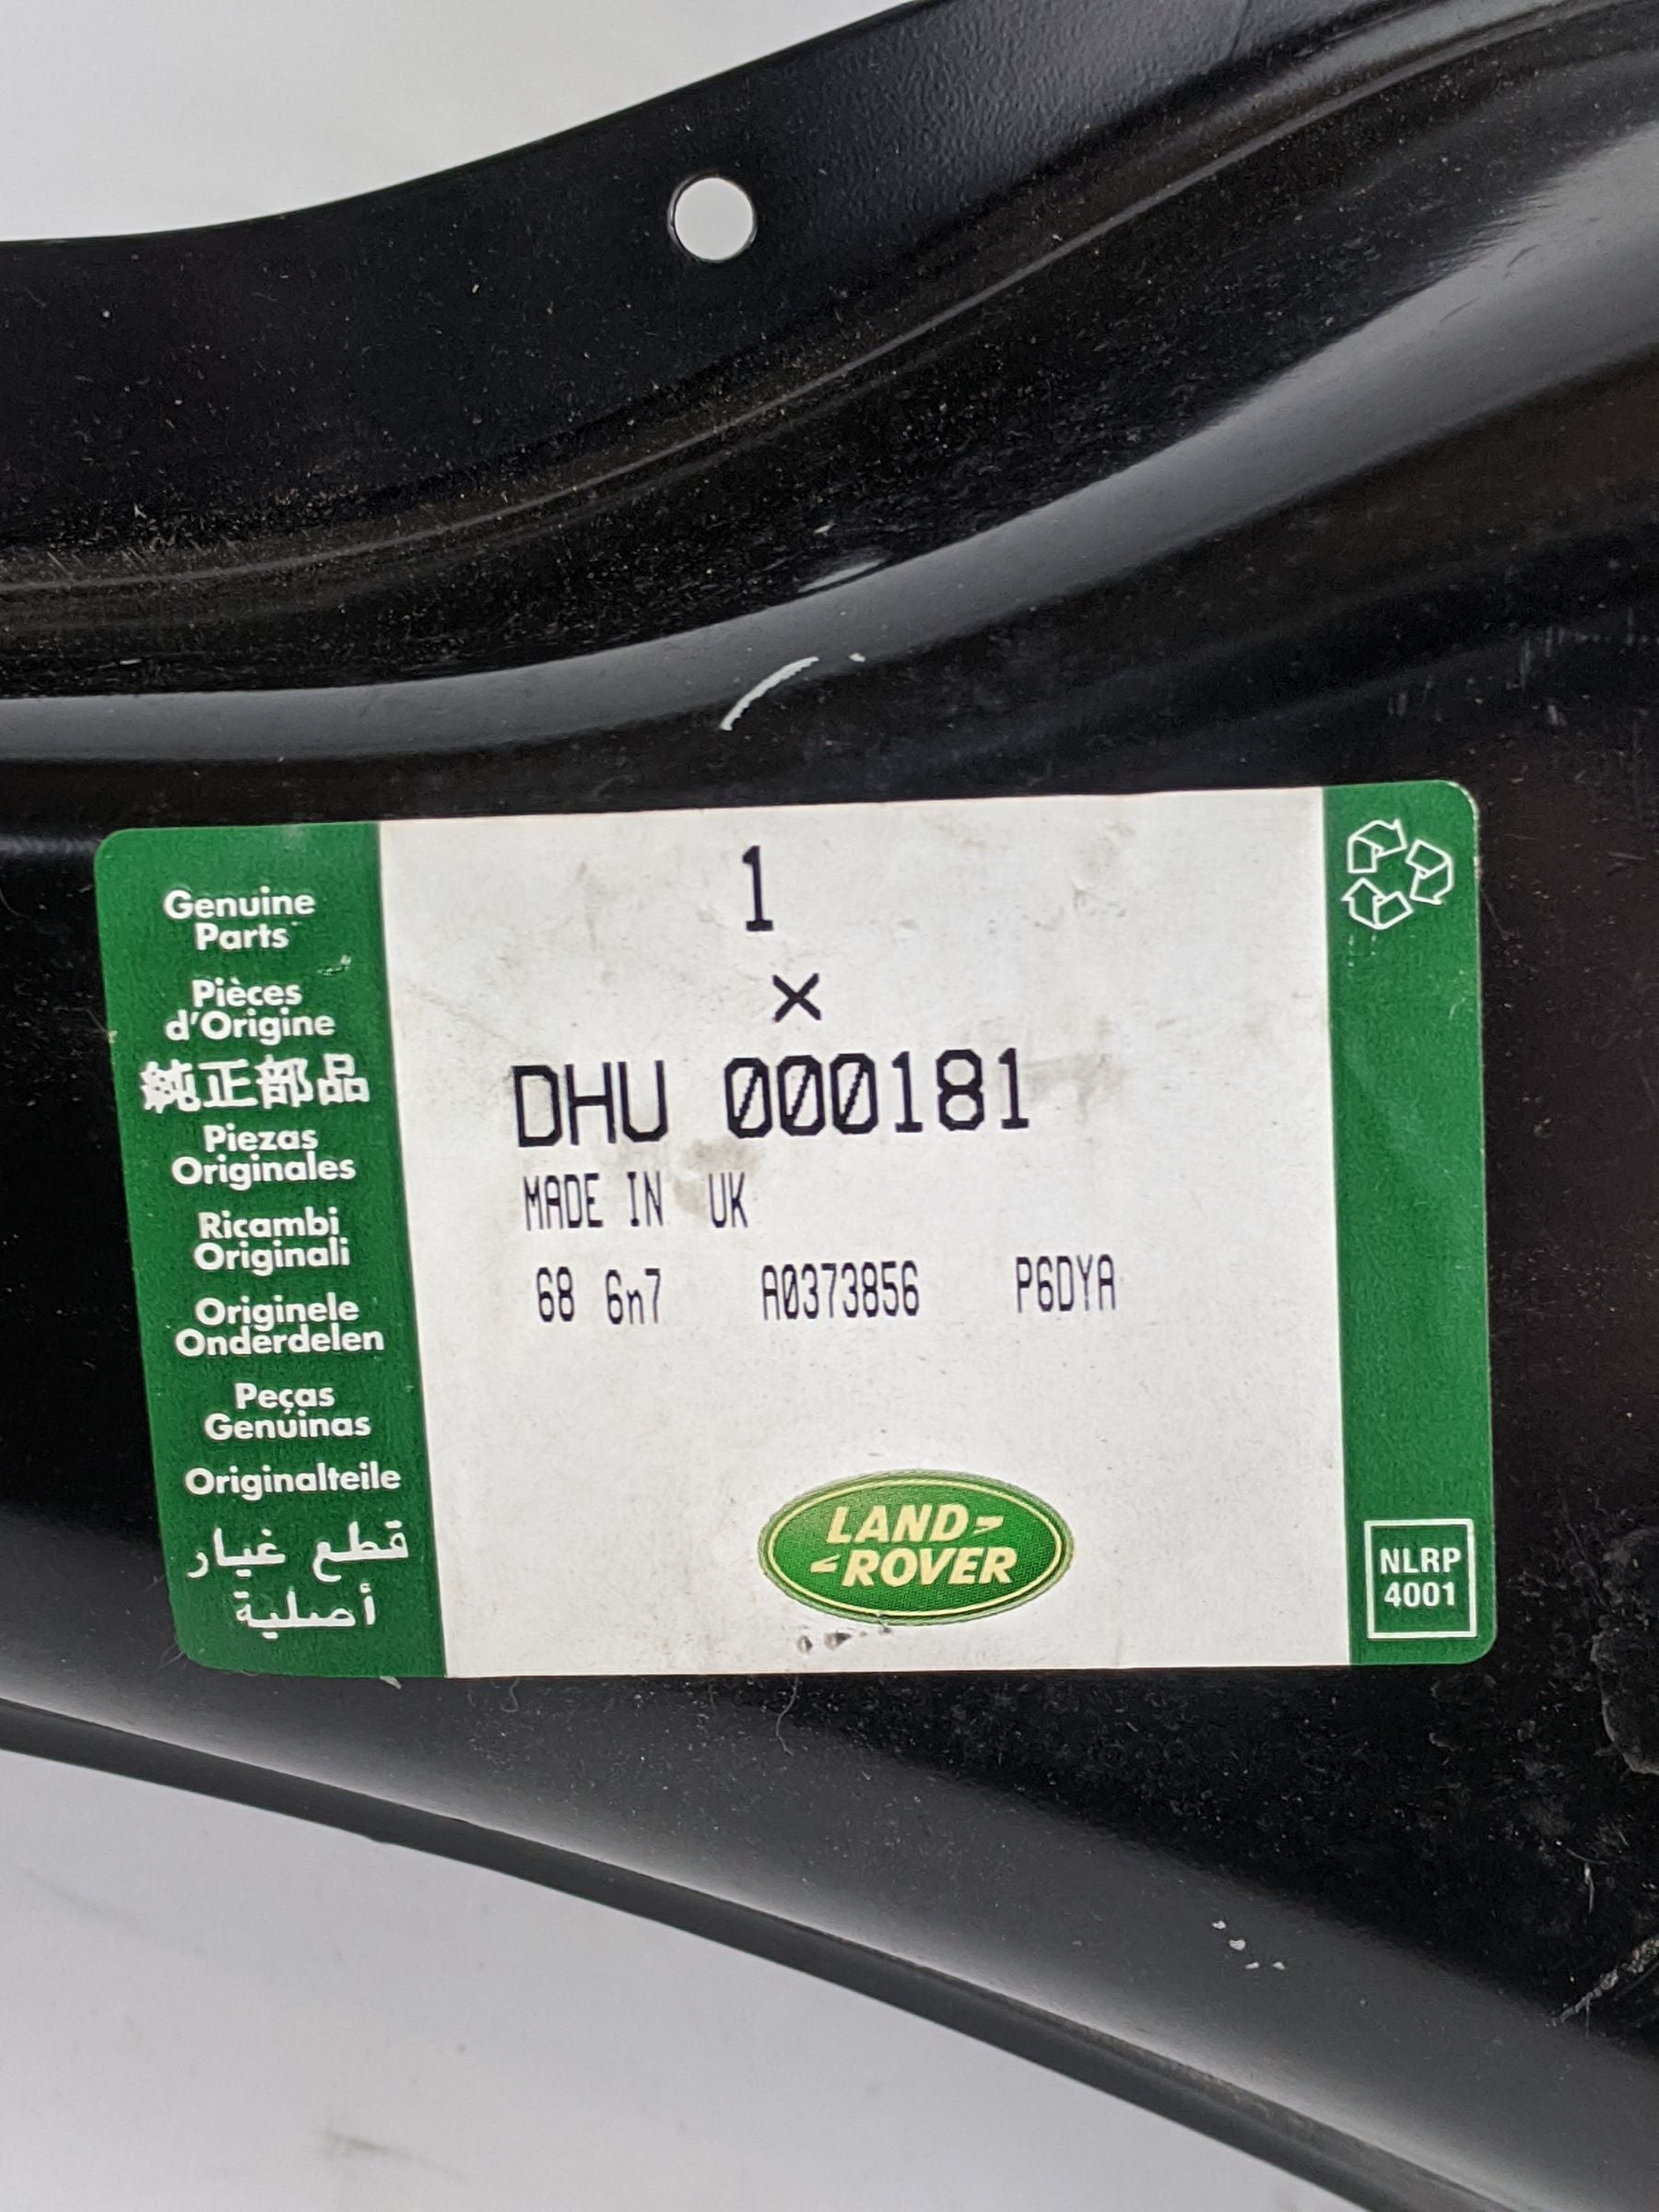 Genuine
Parts
Pièces
d'Origine
純正部品
Piezas
Originales
Ricambi
Originali
Originele
Onderdelen
Peças
Genuinas
Originalteile
قطع غيار
أصلية
1
×
DHU 000181
MADE IN UK
68 6n7 A0373856 P6DYA
LAND-
-ROVER
NLRP
4001